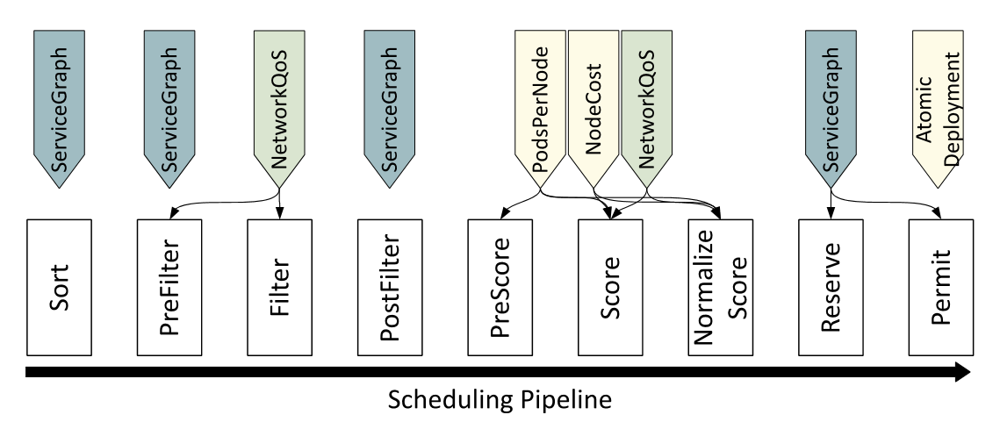 ServiceGraph
ServiceGraph
NetworkQoS
ServiceGraph
PodsPerNode
NodeCost
NetworkQoS
ServiceGraph
Atomic
Deployment
Sort
PreFilter
Filter
PostFilter
PreScore
Score
Normalize
Score
Reserve
Permit
Scheduling Pipeline